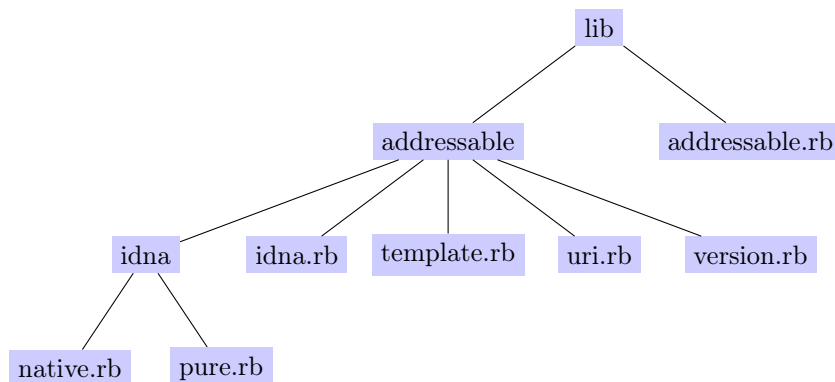 lib
addressable
addressable.rb
idna
idna.rb
template.rb
uri.rb
version.rb
native.rb
pure.rb